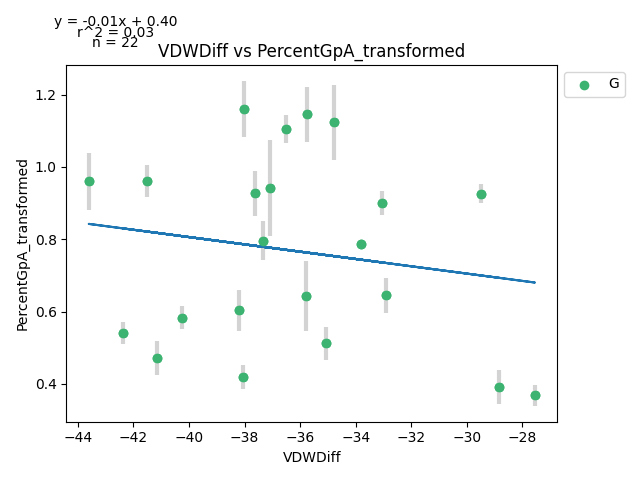 y = -0.01x + 0.40
r^2 = 0.03
n = 22
VDWDiff vs PercentGpA_transformed
G
PercentGpA_transformed
1.2
1.0
0.8
0.6
0.4
−44
−42
−40
−38
−36
−34
−32
−30
−28
VDWDiff